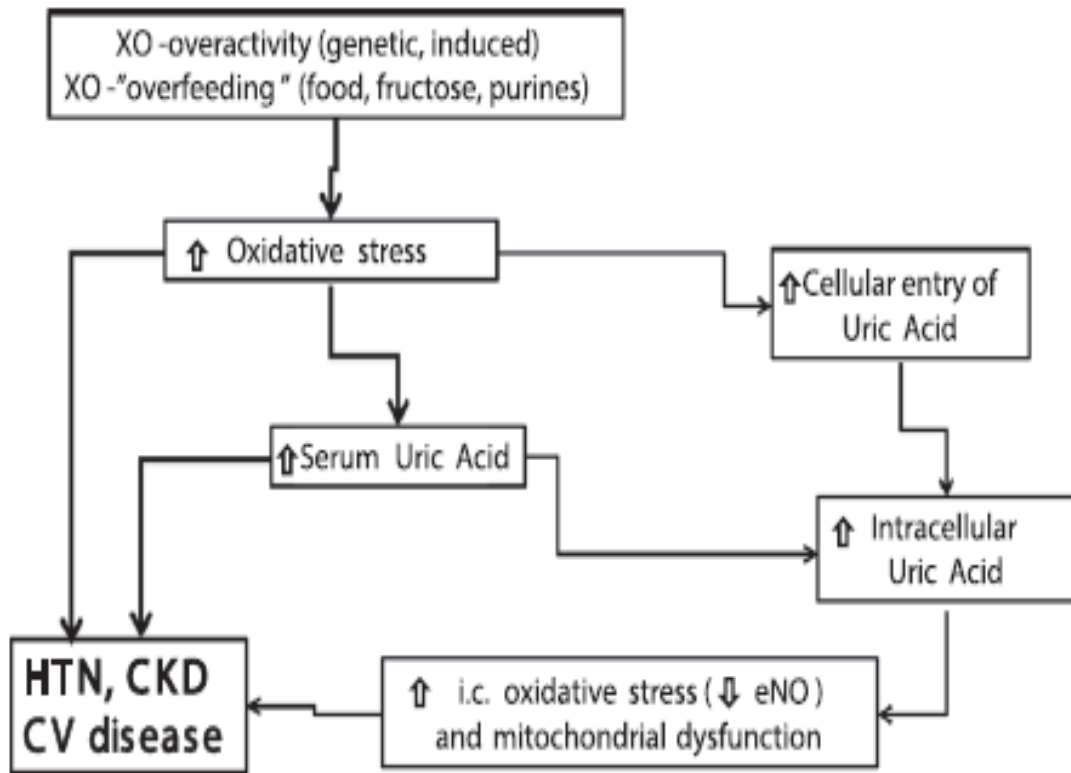 XO -overactivity (genetic, induced)
XO -"overfeeding " (food, fructose, purines)
⇧ Oxidative stress
⇧Cellular entry of
Uric Acid
⇧Serum Uric Acid
⇧ Intracellular
Uric Acid
HTN, CKD
CV disease
⇧ i.c. oxidative stress (⇩ eNO )
and mitochondrial dysfunction